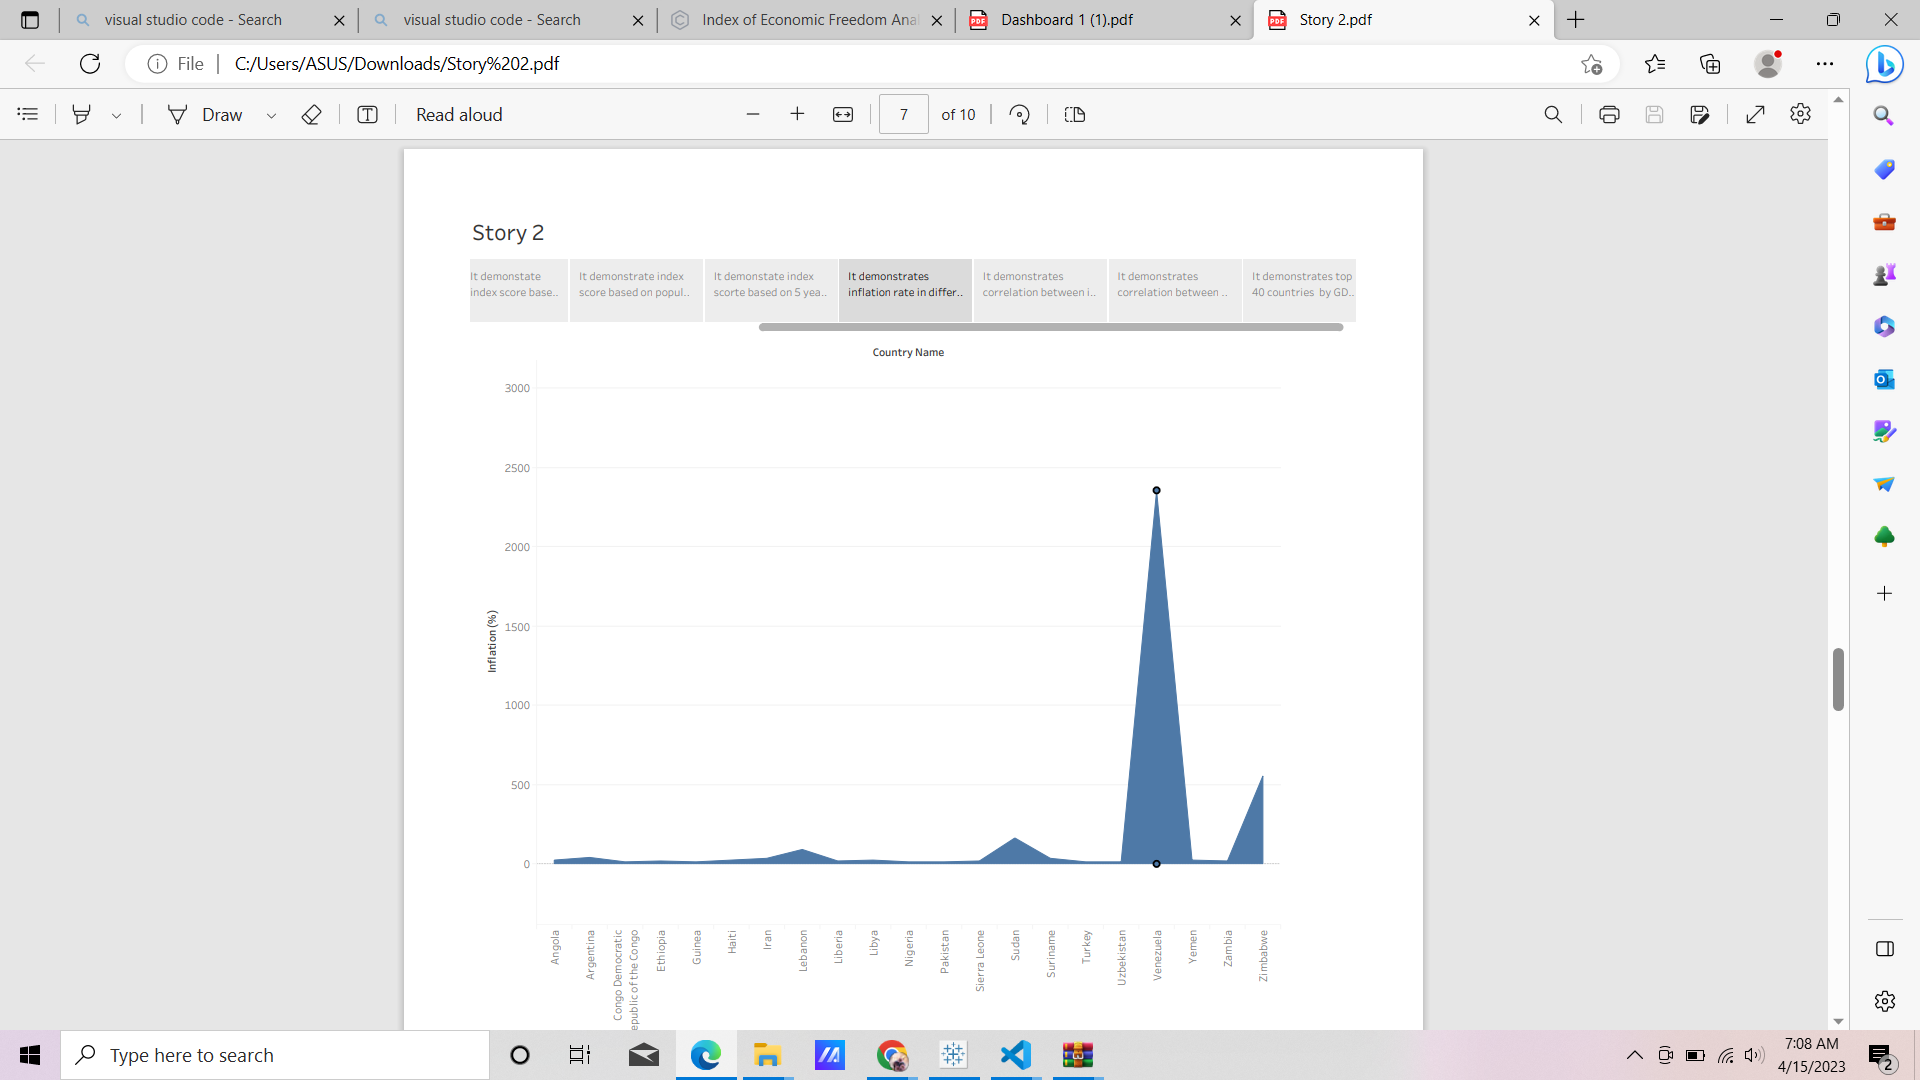 visual studio code - Search
visual studio code - Search
Index of Economic Freedom Anal
Dashboard 1 (1).pdf
Story 2.pdf
File
C:/Users/ASUS/Downloads/Story%202.pdf
Draw
Read aloud
7 of 10
Story 2
It demonstate
index score base..
It demonstrate index
score based on popul..
It demonstate index
scorte based on 5 yea..
It demonstrates
inflation rate in differ..
It demonstrates
correlation between i..
It demonstrates
correlation between ..
It demonstrates top
40 countries by GD..
Country Name
3000
2500
2000
1500
1000
500
0
Inflation (%)
Angola
Argentina
Congo Democratic
epublic of the Congo
Ethiopia
Guinea
Haiti
Iran
Lebanon
Liberia
Libya
Nigeria
Pakistan
Sierra Leone
Sudan
Suriname
Turkey
Uzbekistan
Venezuela
Yemen
Zambia
Zimbabwe
Type here to search
7:08 AM
4/15/2023
2